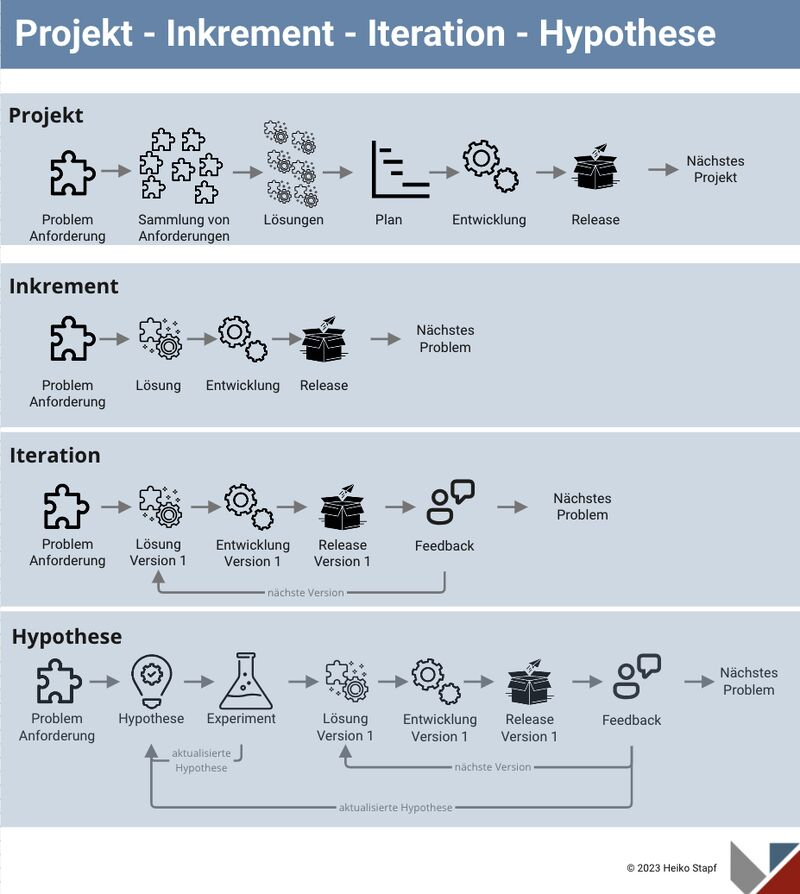 Projekt - Inkrement - Iteration - Hypothese
Projekt
Problem
Anforderung
Sammlung von
Anforderungen
Lösungen
Plan
Entwicklung
Release
Nächstes
Projekt
Inkrement
Problem
Anforderung
Lösung
Entwicklung
Release
Nächstes
Problem
Iteration
Problem
Anforderung
Lösung
Version 1
Entwicklung
Version 1
Release
Version 1
Feedback
Nächstes
Problem
nächste Version
Hypothese
Problem
Anforderung
Hypothese
Experiment
Lösung
Version 1
Entwicklung
Version 1
Release
Version 1
Feedback
Nächstes
Problem
aktualisierte
Hypothese
nächste Version
aktualisierte Hypothese
© 2023 Heiko Stapf